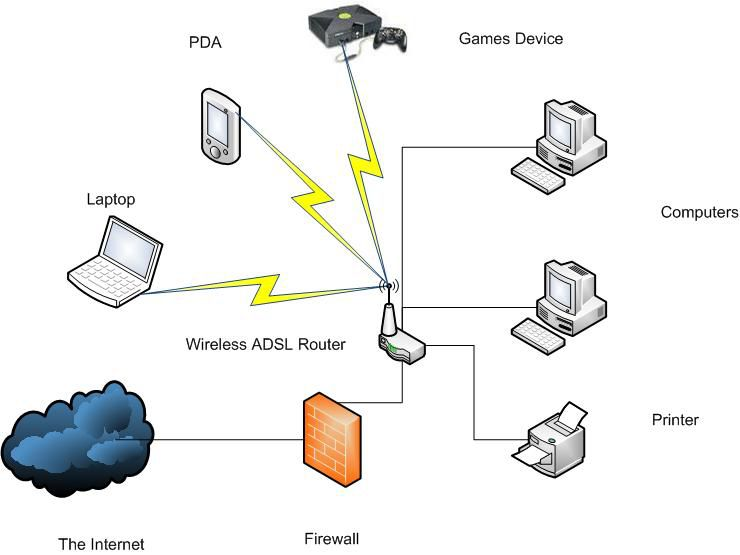 PDA
Games Device
Laptop
Computers
Wireless ADSL Router
Printer
The Internet
Firewall